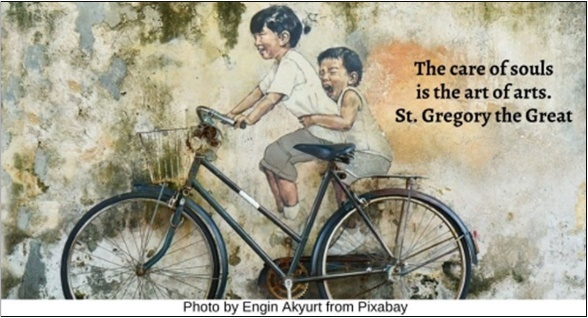 The care of souls
is the art of arts.
St. Gregory the Great
Photo by Engin Akyurt from Pixabay